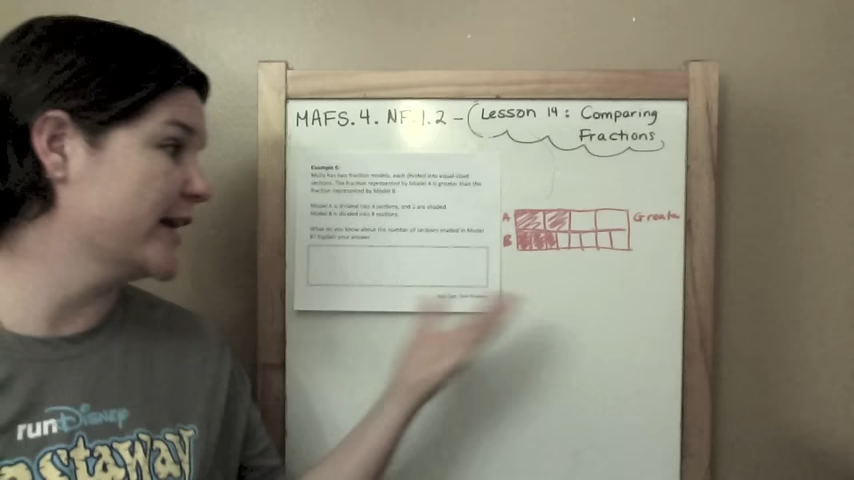 MAFS.4.NF.1.2 - Lesson 14: Comparing
Fractions
Example 6:
Molly has two fraction models, each divided into equal sized
sections. The fraction represented by Model A is greater than the
fraction represented by Model B.
Model A is divided into 4 sections, and 2 are shaded.
Model B is divided into 8 sections.
What do you know about the number of sections shaded in Model
B? Explain your answer.
A
Greater
B
runDisney